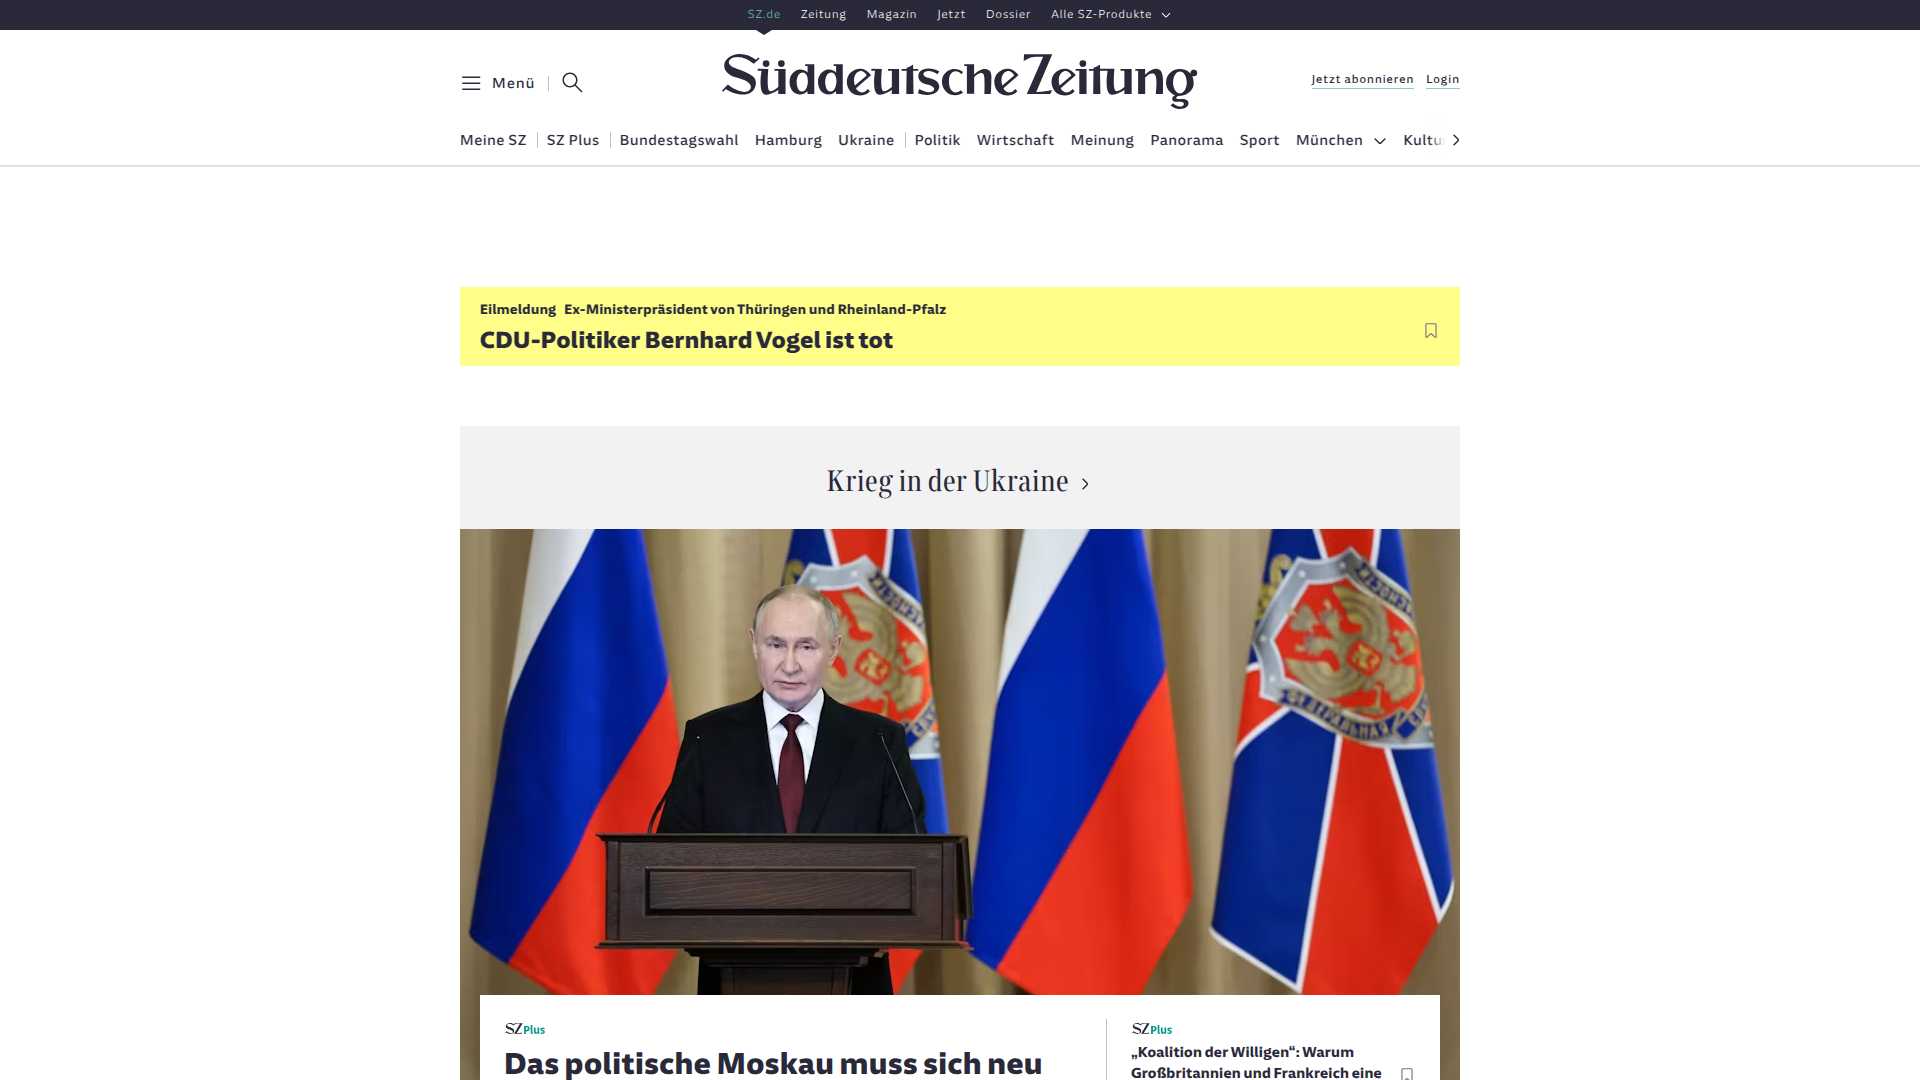 SZ.de Zeitung Magazin Jetzt Dossier Alle SZ-Produkte
Menü
Süddeutsche Zeitung
Jetzt abonnieren Login
Meine SZ SZ Plus Bundestagswahl Hamburg Ukraine Politik Wirtschaft Meinung Panorama Sport München
Eilmeldung Ex-Ministerpräsident von Thüringen und Rheinland-Pfalz
CDU-Politiker Bernhard Vogel ist tot
Krieg in der Ukraine
SZ Plus
Das politische Moskau muss sich neu
SZ Plus
„Koalition der Willigen“: Warum
Großbritannien und Frankreich eine